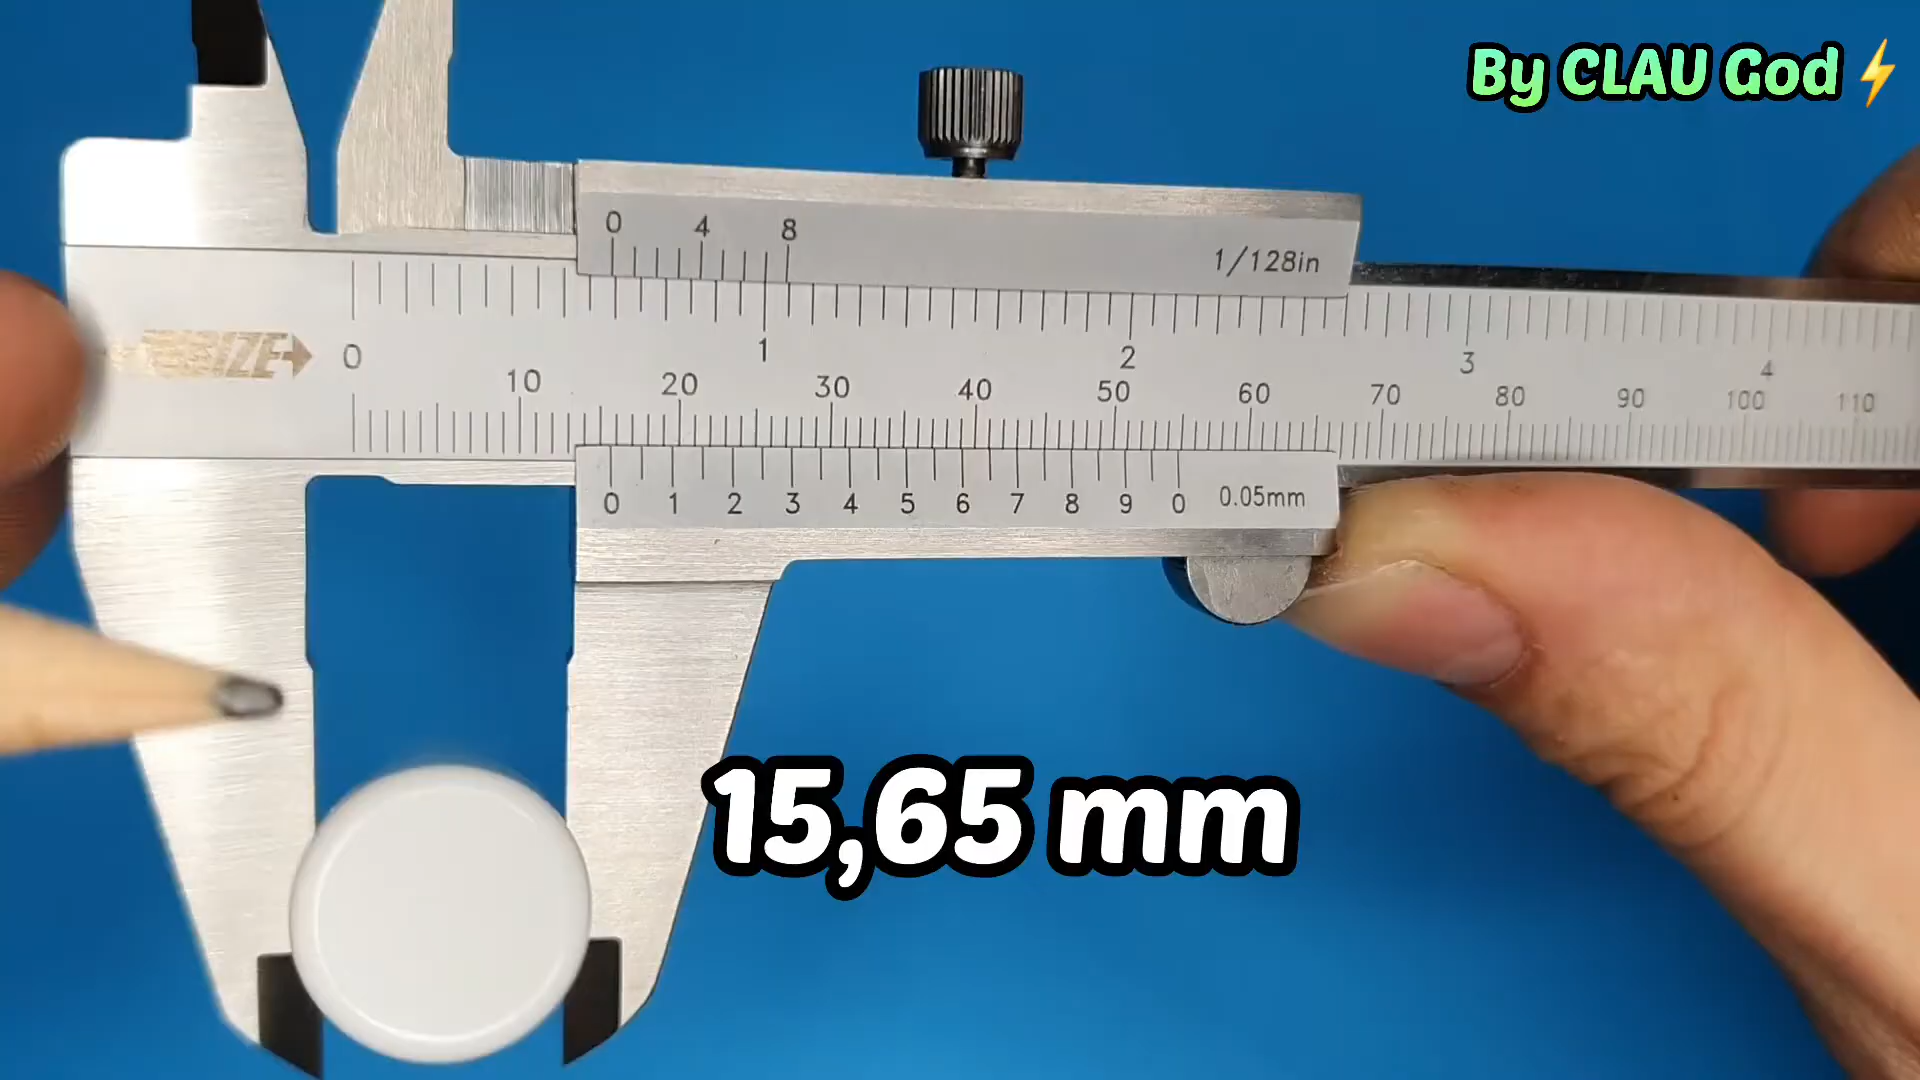 By CLAU God⚡
0 4 8
1/128in
IZE
0 1 2 3 4
10 20 30 40 50 60 70 80 90 100 110
0 1 2 3 4 5 6 7 8 9 0 0.05mm
15,65 mm